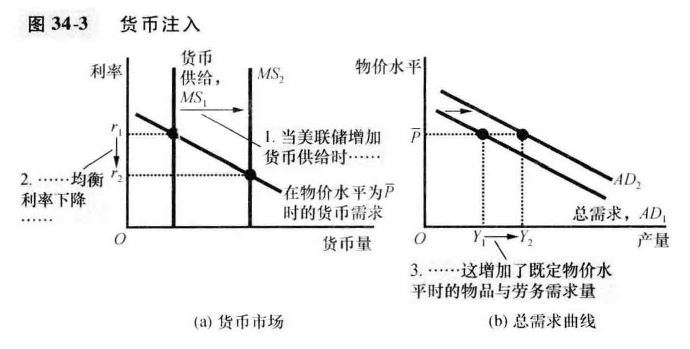 图 34-3 货币注入
利率
货币
供给，
MS₁
MS₂
1. 当美联储增加
货币供给时……
r₁
r₂
2. ……均衡
利率下降
……
在物价水平为P̄
时的货币需求
O
货币量
(a) 货币市场
物价水平
P̄
AD₂
总需求，AD₁
O
Y₁
Y₂
产量
3. ……这增加了既定物价水
平时的物品与劳务需求量
(b) 总需求曲线